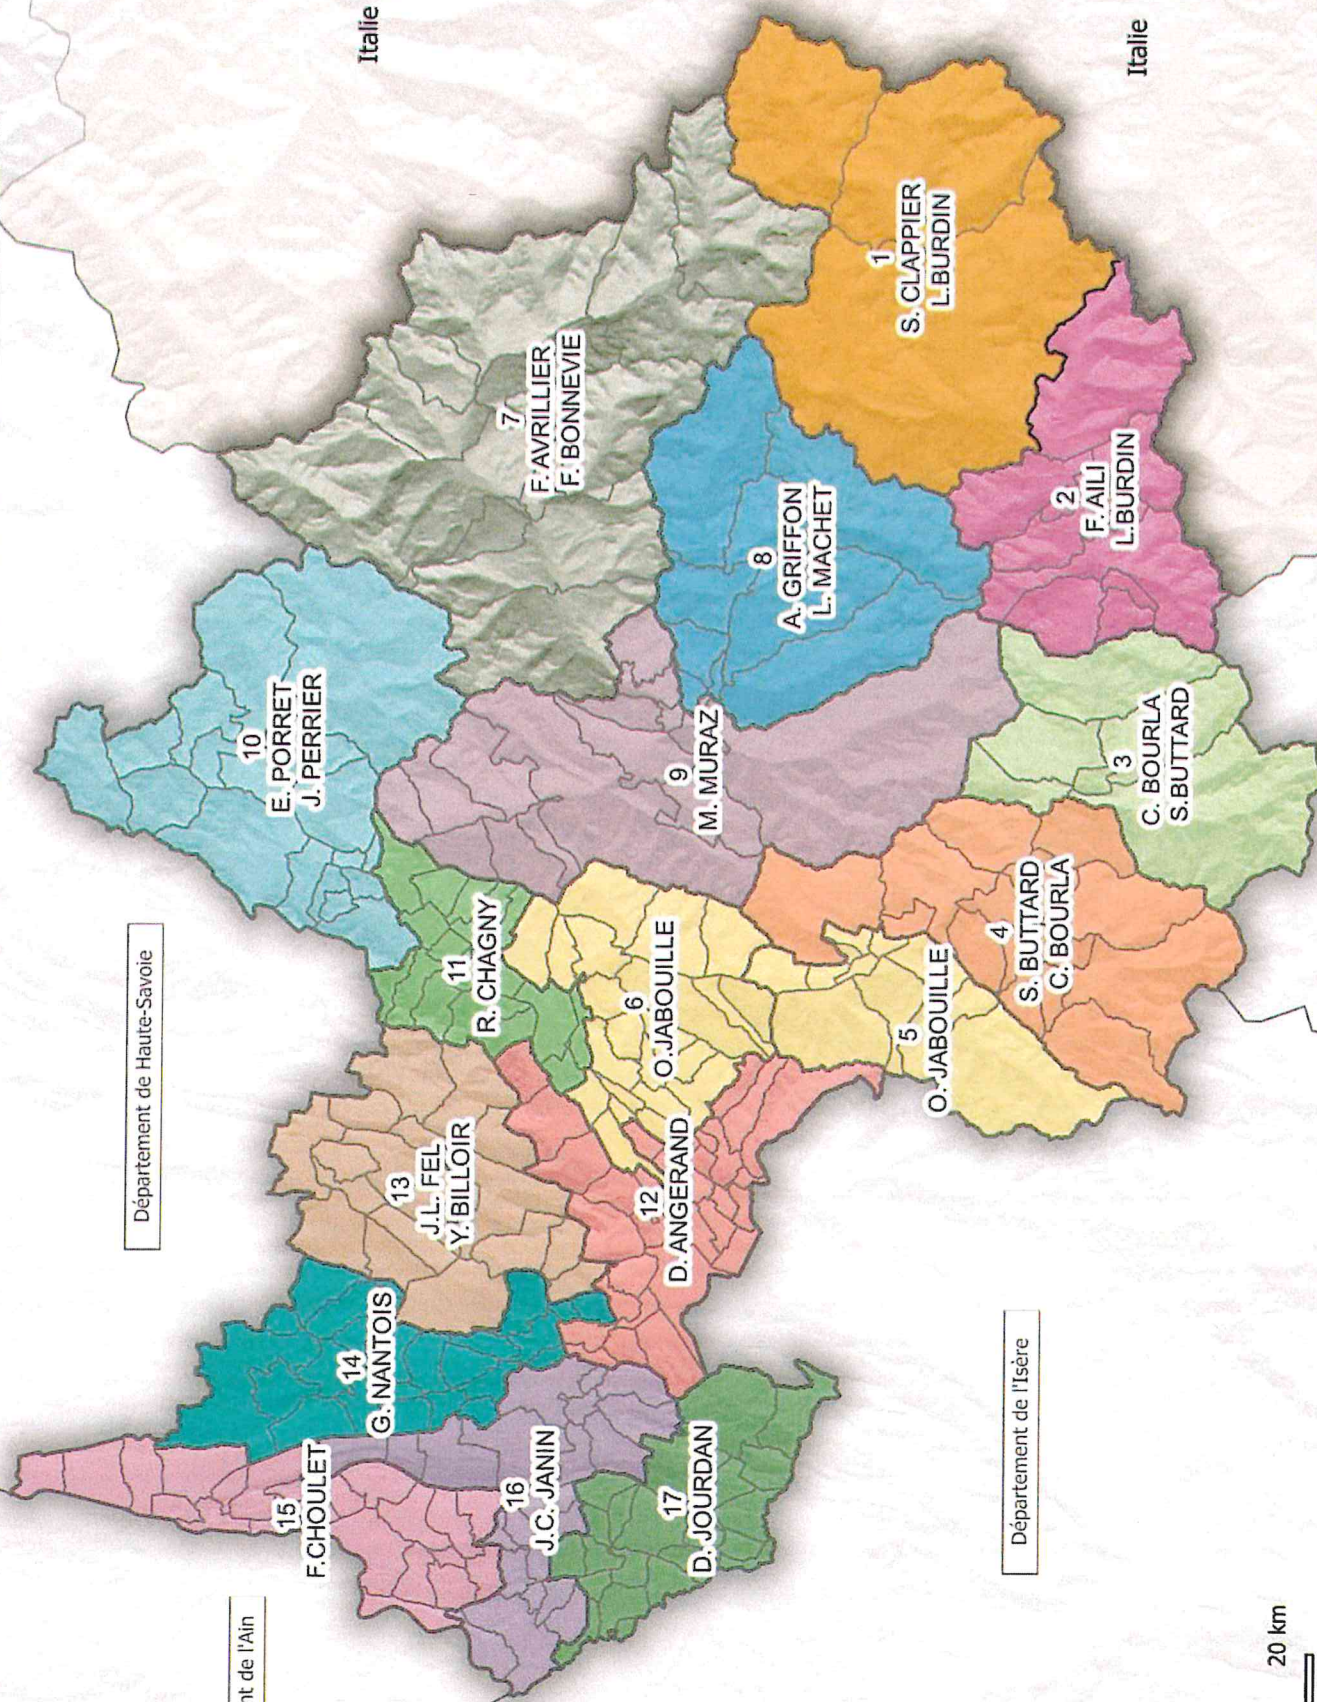 Italie
Italie
1
S. CLAPPIER
L.BURDIN
2
F. AILI
L.BURDIN
3
C. BOURLA
S.BUTTARD
4
S. BUTTARD
C. BOURLA
5
O. JABOUILLE
6
O.JABOUILLE
7
F. AVRILLIER
F. BONNEVIE
8
A. GRIFFON
L. MACHET
9
M. MURAZ
10
E. PORRET
J. PERRIER
11
R. CHAGNY
12
D. ANGERAND
13
J.L. FEL
Y. BILLOIR
14
G. NANTOIS
15
F.CHOULET
16
J.C. JANIN
17
D. JOURDAN
Département de Haute-Savoie
Département de l'Isère
nt de l'Ain
20 km